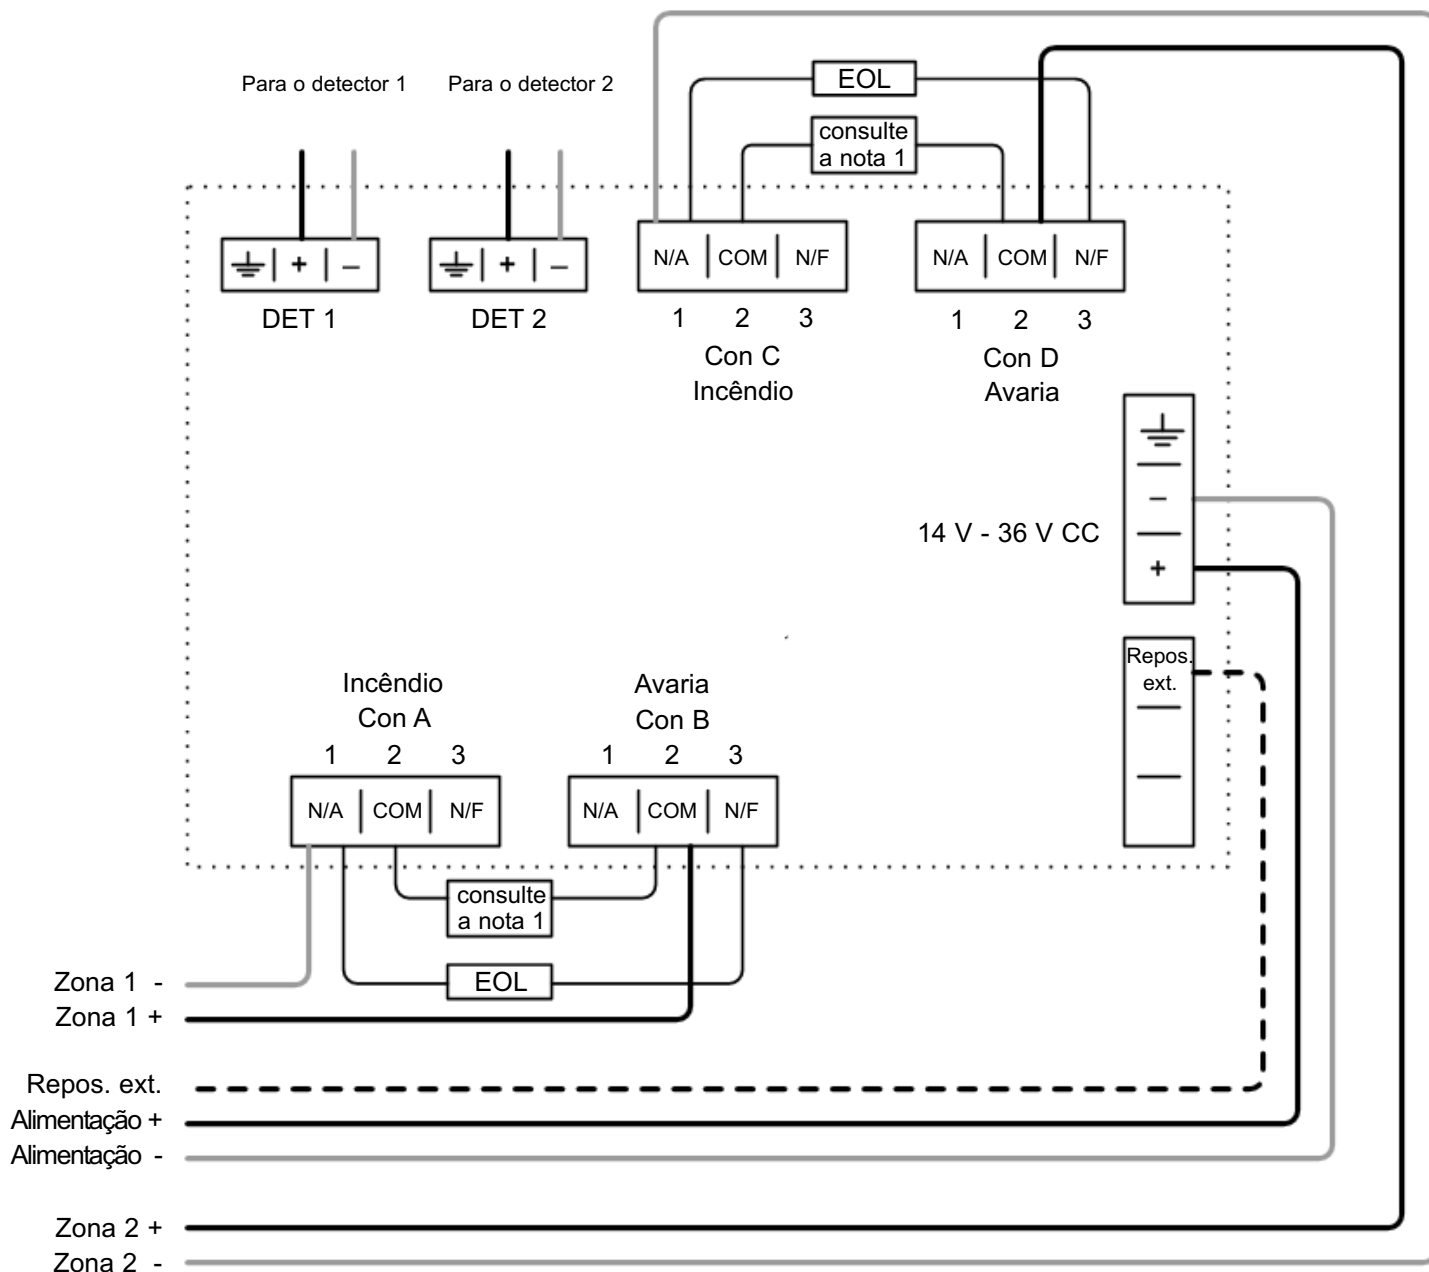 Para o detector 1
Para o detector 2
EOL
consulte
a nota 1
+ −
DET 1
+ −
DET 2
N/A COM N/F
1 2 3
Con C
Incêndio
N/A COM N/F
1 2 3
Con D
Avaria
−
14 V - 36 V CC
+
Repos.
ext.
Incêndio
Con A
1 2 3
N/A COM N/F
Avaria
Con B
1 2 3
N/A COM N/F
consulte
a nota 1
EOL
Zona 1 -
Zona 1 +
Repos. ext.
Alimentação +
Alimentação -
Zona 2 +
Zona 2 -